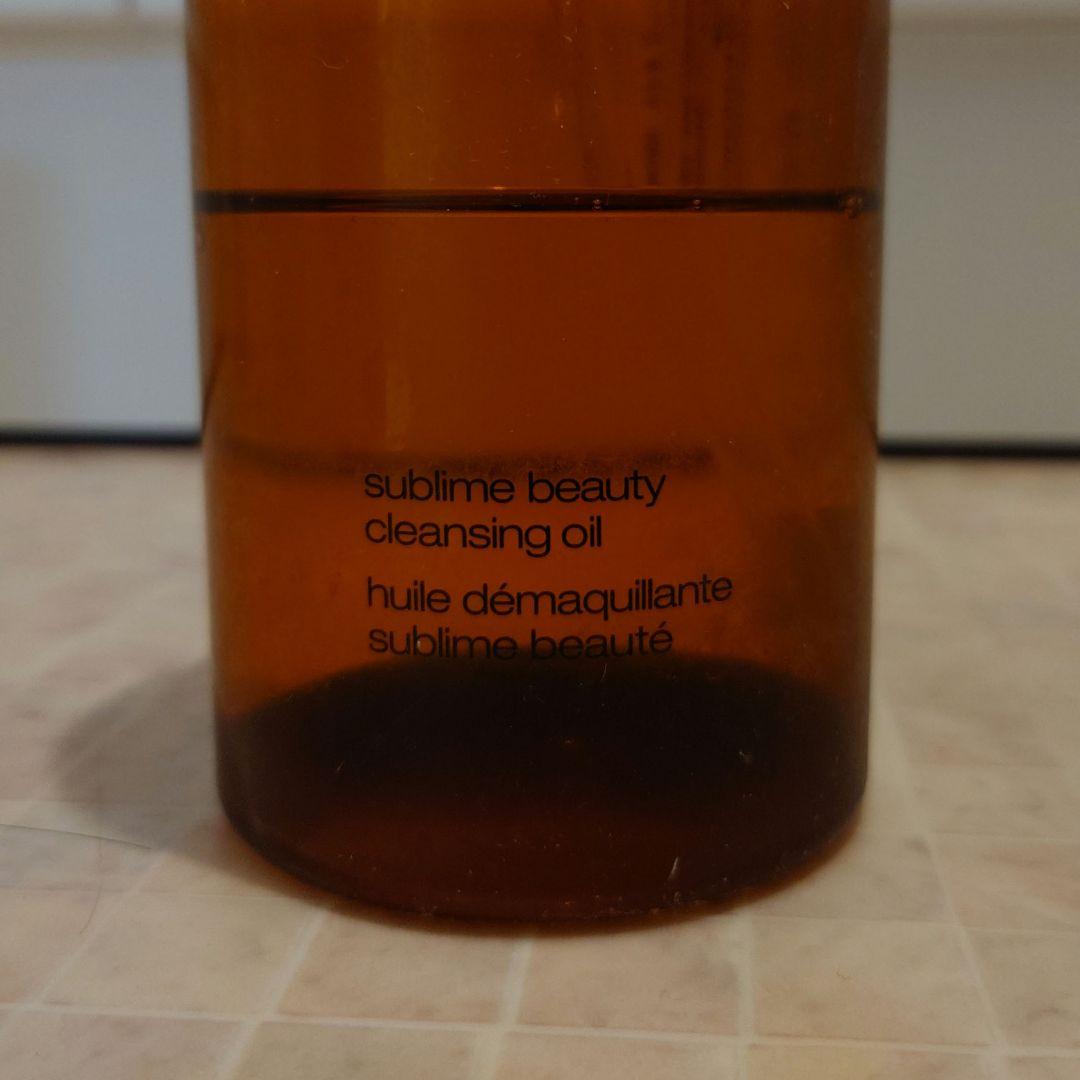 sublime beauty
cleansing oil
huile démaquillante
sublime beauté